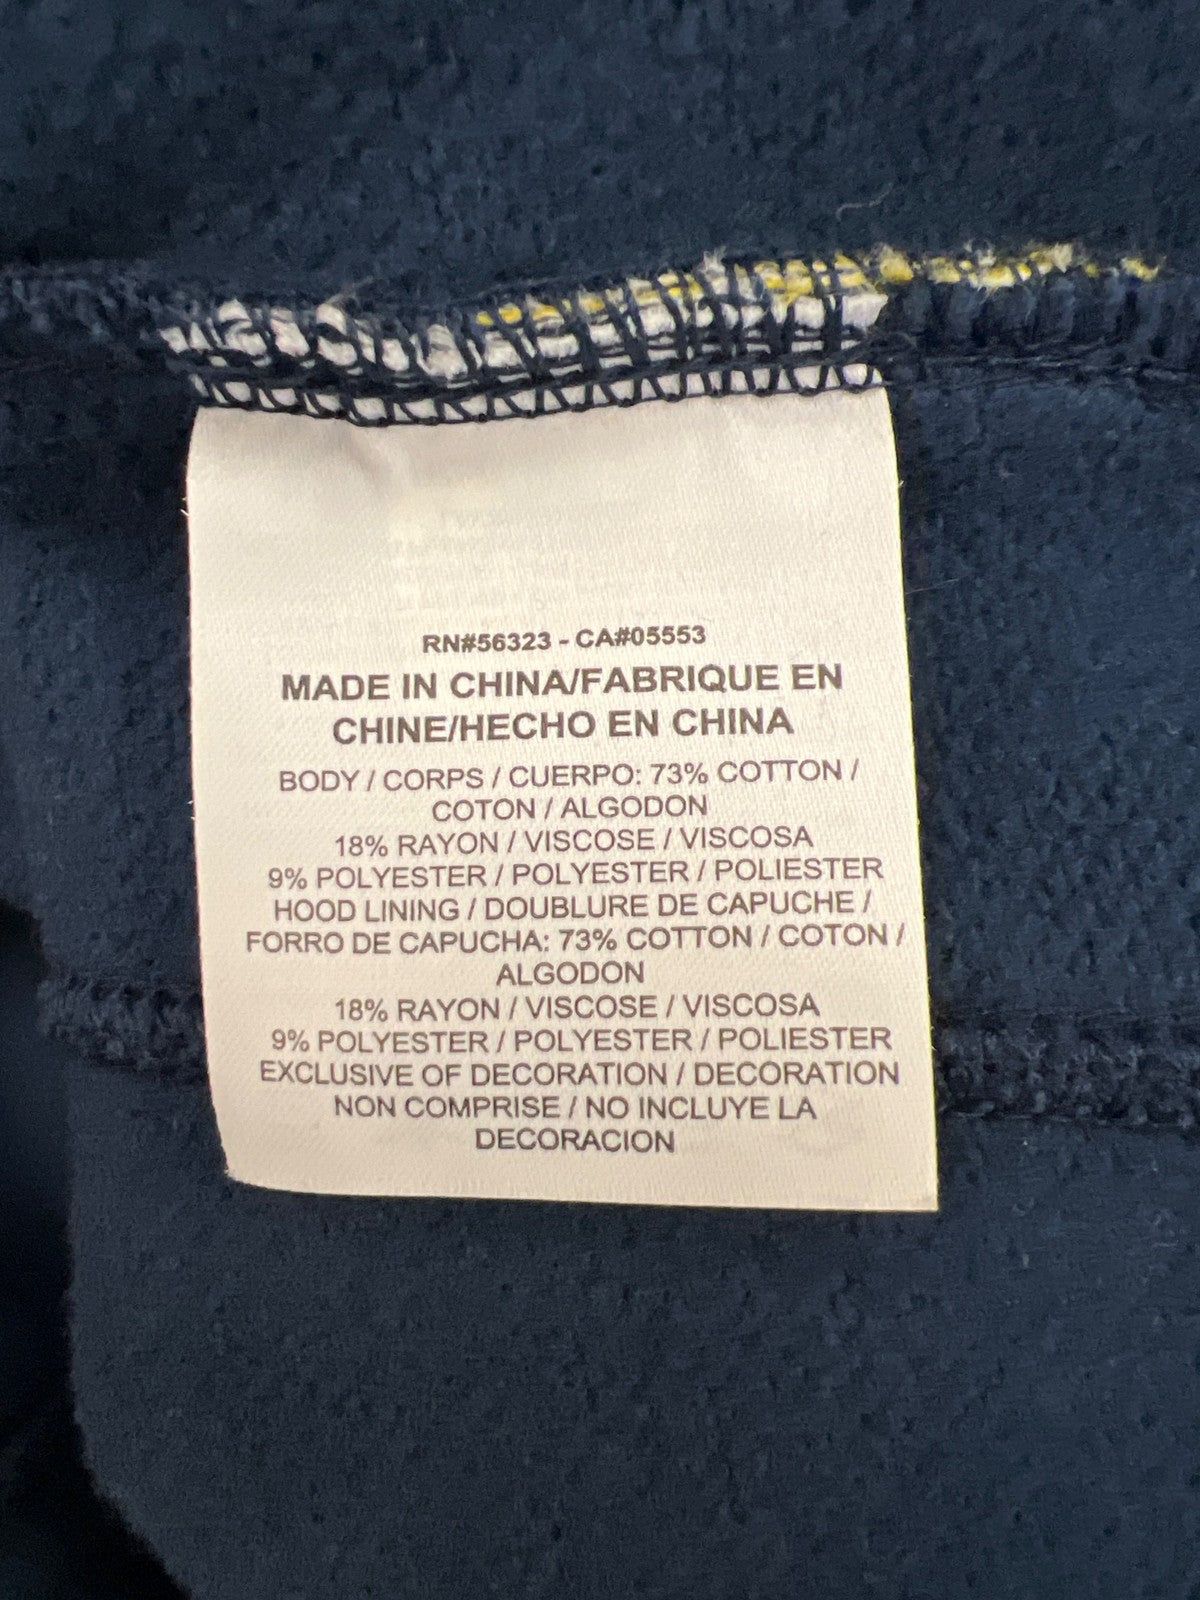 RN#56323 - CA#05553
MADE IN CHINA/FABRIQUE EN
CHINE/HECHO EN CHINA
BODY / CORPS / CUERPO: 73% COTTON /
COTON / ALGODON
18% RAYON / VISCOSE / VISCOSA
9% POLYESTER / POLYESTER / POLIESTER
HOOD LINING / DOUBLURE DE CAPUCHE /
FORRO DE CAPUCHA: 73% COTTON / COTON /
ALGODON
18% RAYON / VISCOSE / VISCOSA
9% POLYESTER / POLYESTER / POLIESTER
EXCLUSIVE OF DECORATION / DECORATION
NON COMPRISE / NO INCLUYE LA
DECORACION